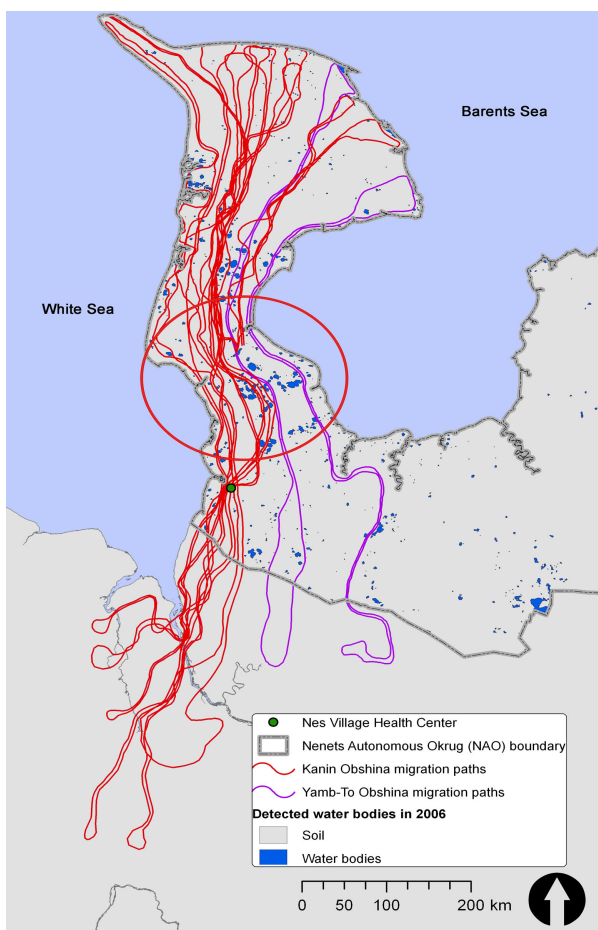 Barents Sea
White Sea
Nes Village Health Center
Nenets Autonomous Okrug (NAO) boundary
Kanin Obshina migration paths
Yamb-To Obshina migration paths
Detected water bodies in 2006
Soil
Water bodies
0 50 100 200 km